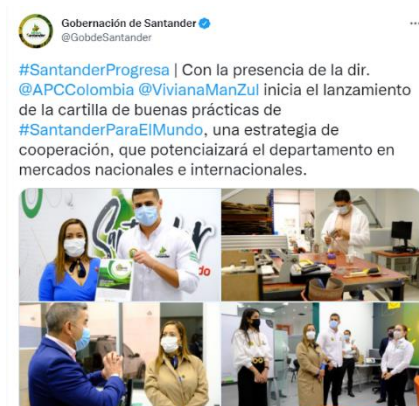 Gobernación de Santander
@GobdeSantander
#SantanderProgresa | Con la presencia de la dir.
@APCColombia @VivianaManZul inicia el lanzamiento
de la cartilla de buenas prácticas de
#SantanderParaElMundo, una estrategia de
cooperación, que potenciaizará el departamento en
mercados nacionales e internacionales.
Santander